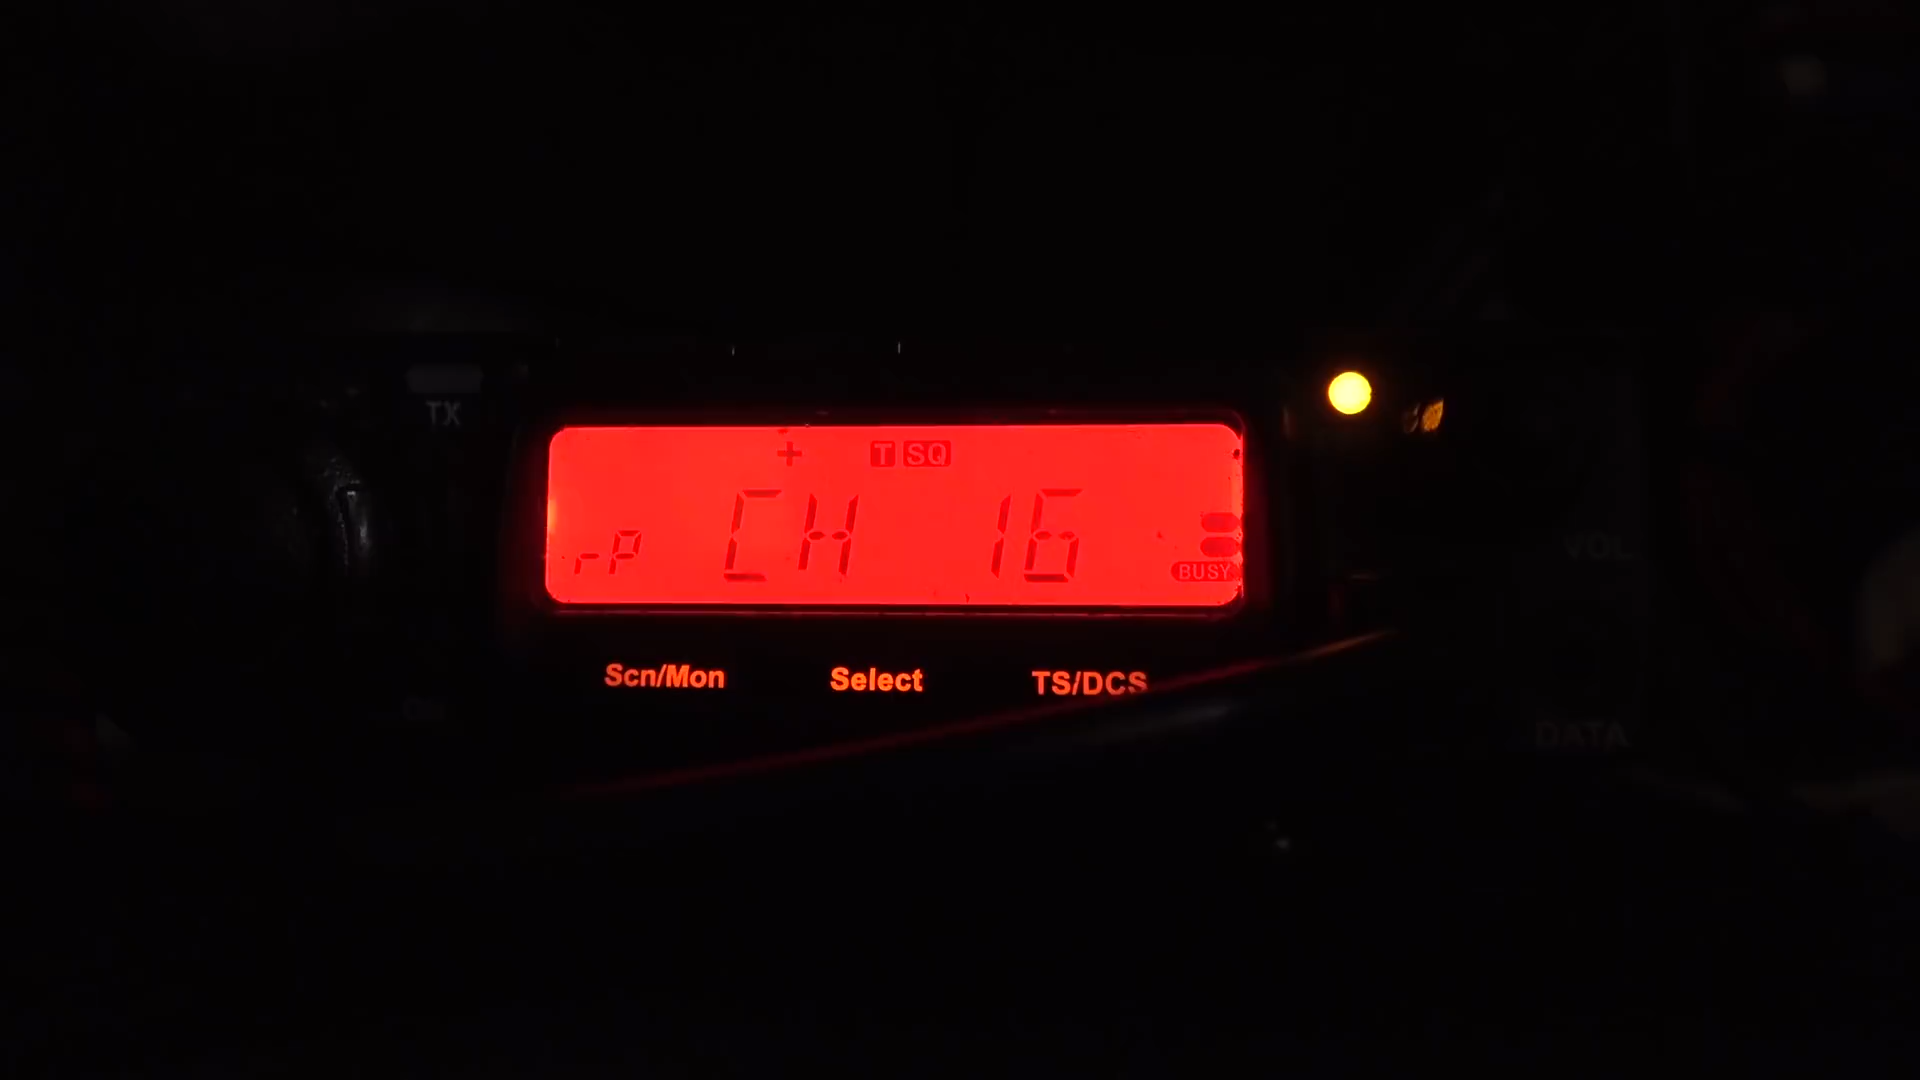 TX
+ T SQ
rP CH 16
BUSY
VOL
Scn/Mon Select TS/DCS
DATA